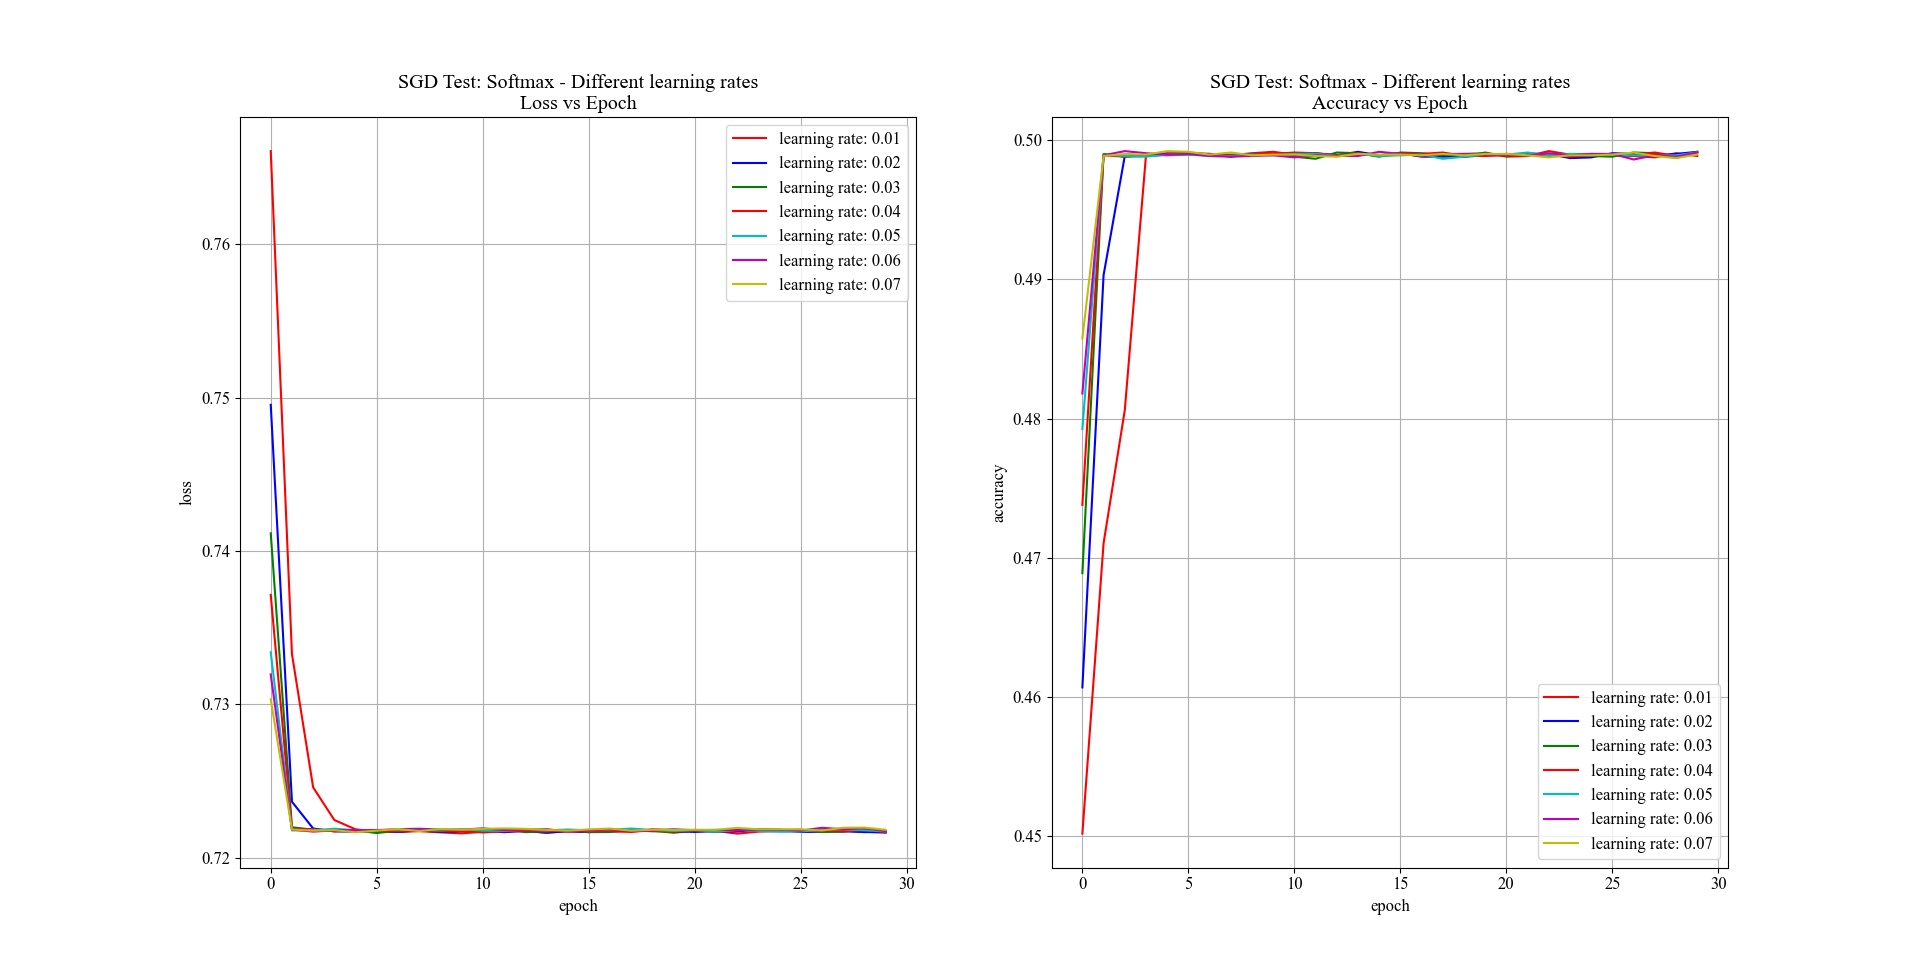 SGD Test: Softmax - Different learning rates
Loss vs Epoch
learning rate: 0.01
learning rate: 0.02
learning rate: 0.03
learning rate: 0.04
learning rate: 0.05
learning rate: 0.06
learning rate: 0.07
0.76
0.75
0.74
0.73
0.72
loss
0 5 10 15 20 25 30
epoch
SGD Test: Softmax - Different learning rates
Accuracy vs Epoch
0.50
0.49
0.48
0.47
0.46
0.45
accuracy
learning rate: 0.01
learning rate: 0.02
learning rate: 0.03
learning rate: 0.04
learning rate: 0.05
learning rate: 0.06
learning rate: 0.07
0 5 10 15 20 25 30
epoch